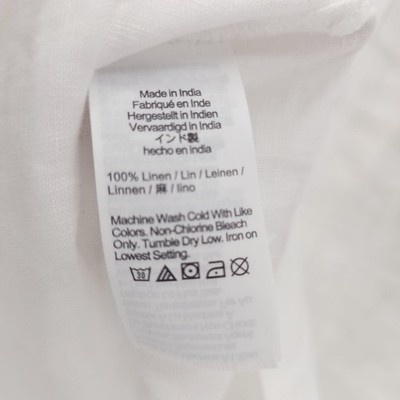 Made in India
Fabriqué en Inde
Hergestellt in Indien
Vervaardigd in India
インド製
hecho en india
100% Linen / Lin / Leinen /
Linnen / 麻 / lino
Machine Wash Cold With Like
Colors. Non-Chlorine Bleach
Only. Tumble Dry Low. Iron on
Lowest Setting.
30